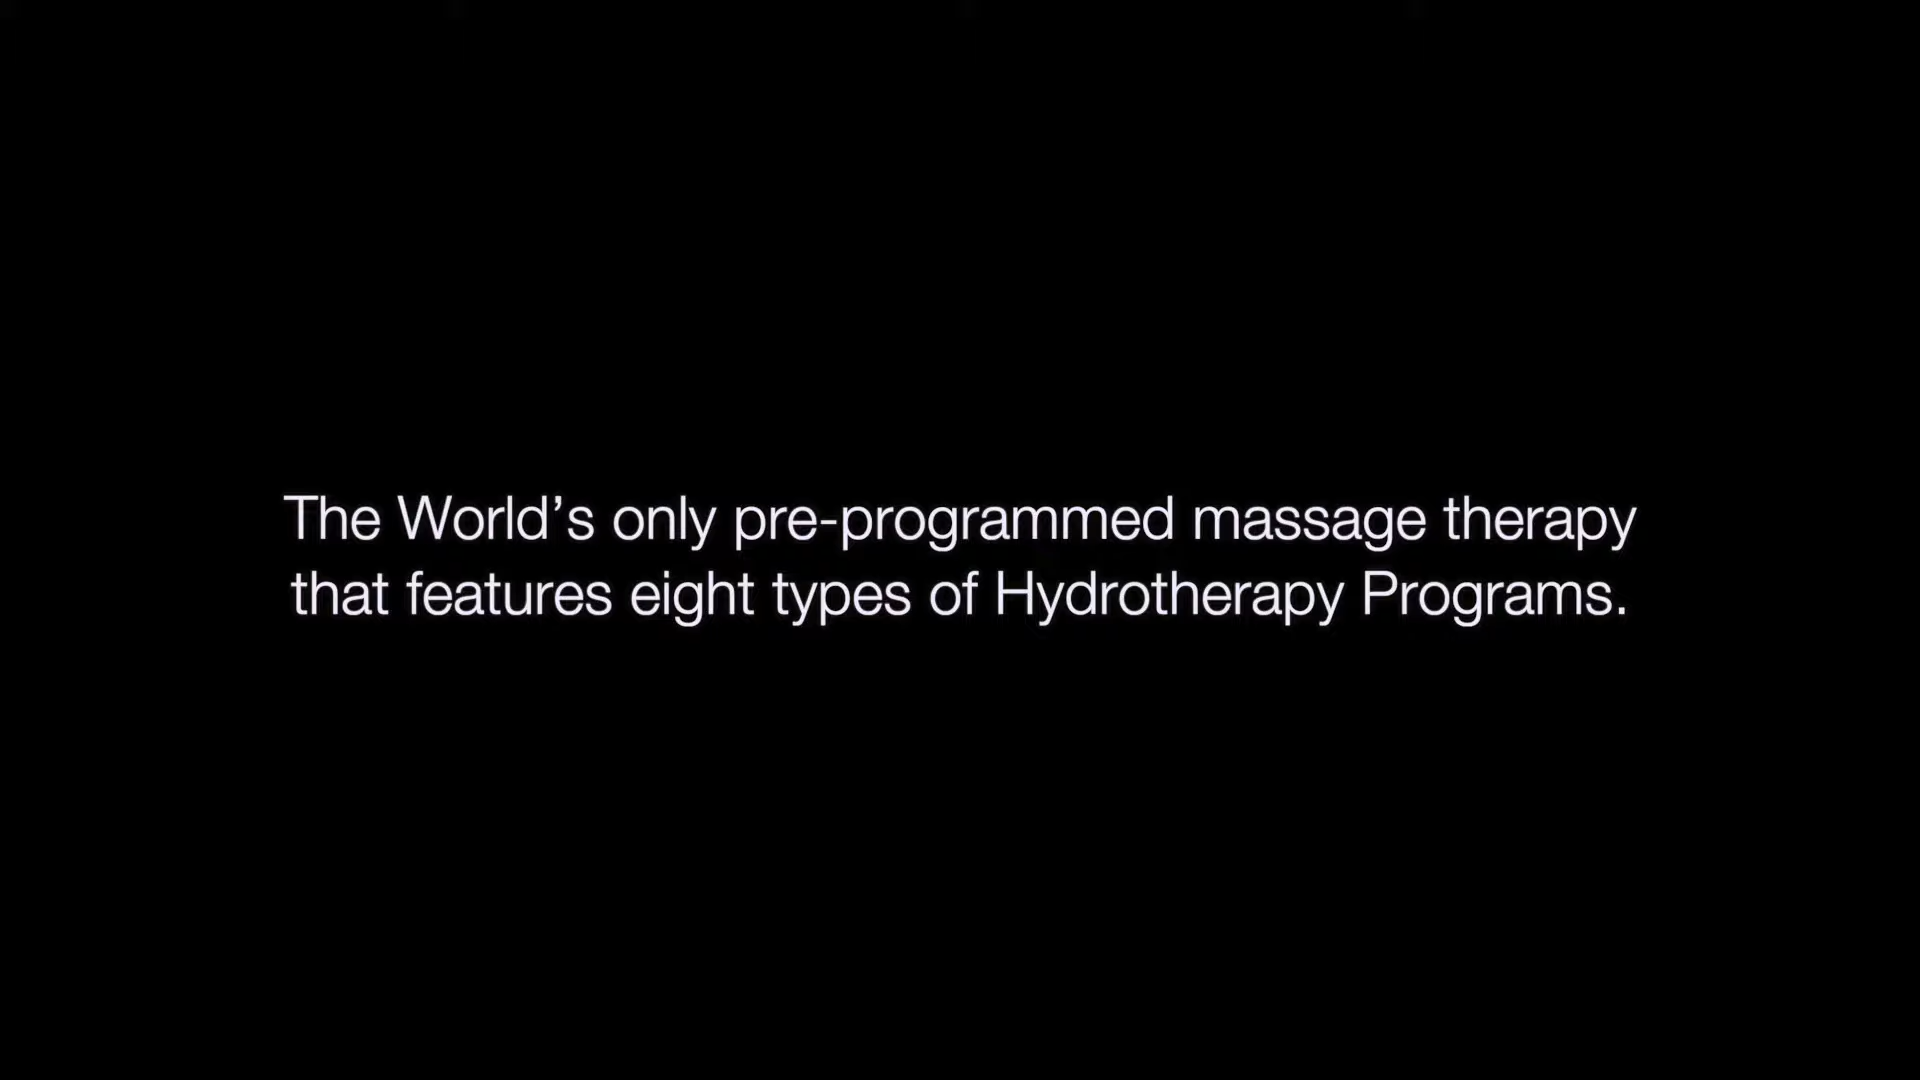 The World’s only pre-programmed massage therapy
that features eight types of Hydrotherapy Programs.